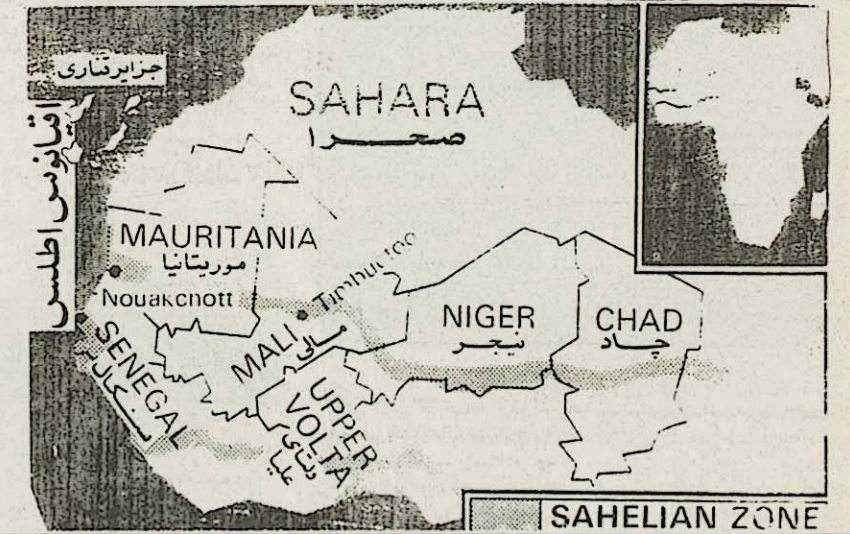 جزایر قناری
اقیانوس اطلس
SAHARA
صحرا
MAURITANIA
موریتانیا
Nouakchott
Timbuctoo
SENEGAL
سنگال
MALI
مالی
UPPER
VOLTA
ولتای
علیا
NIGER
نیجر
CHAD
چاد
SAHELIAN ZONE